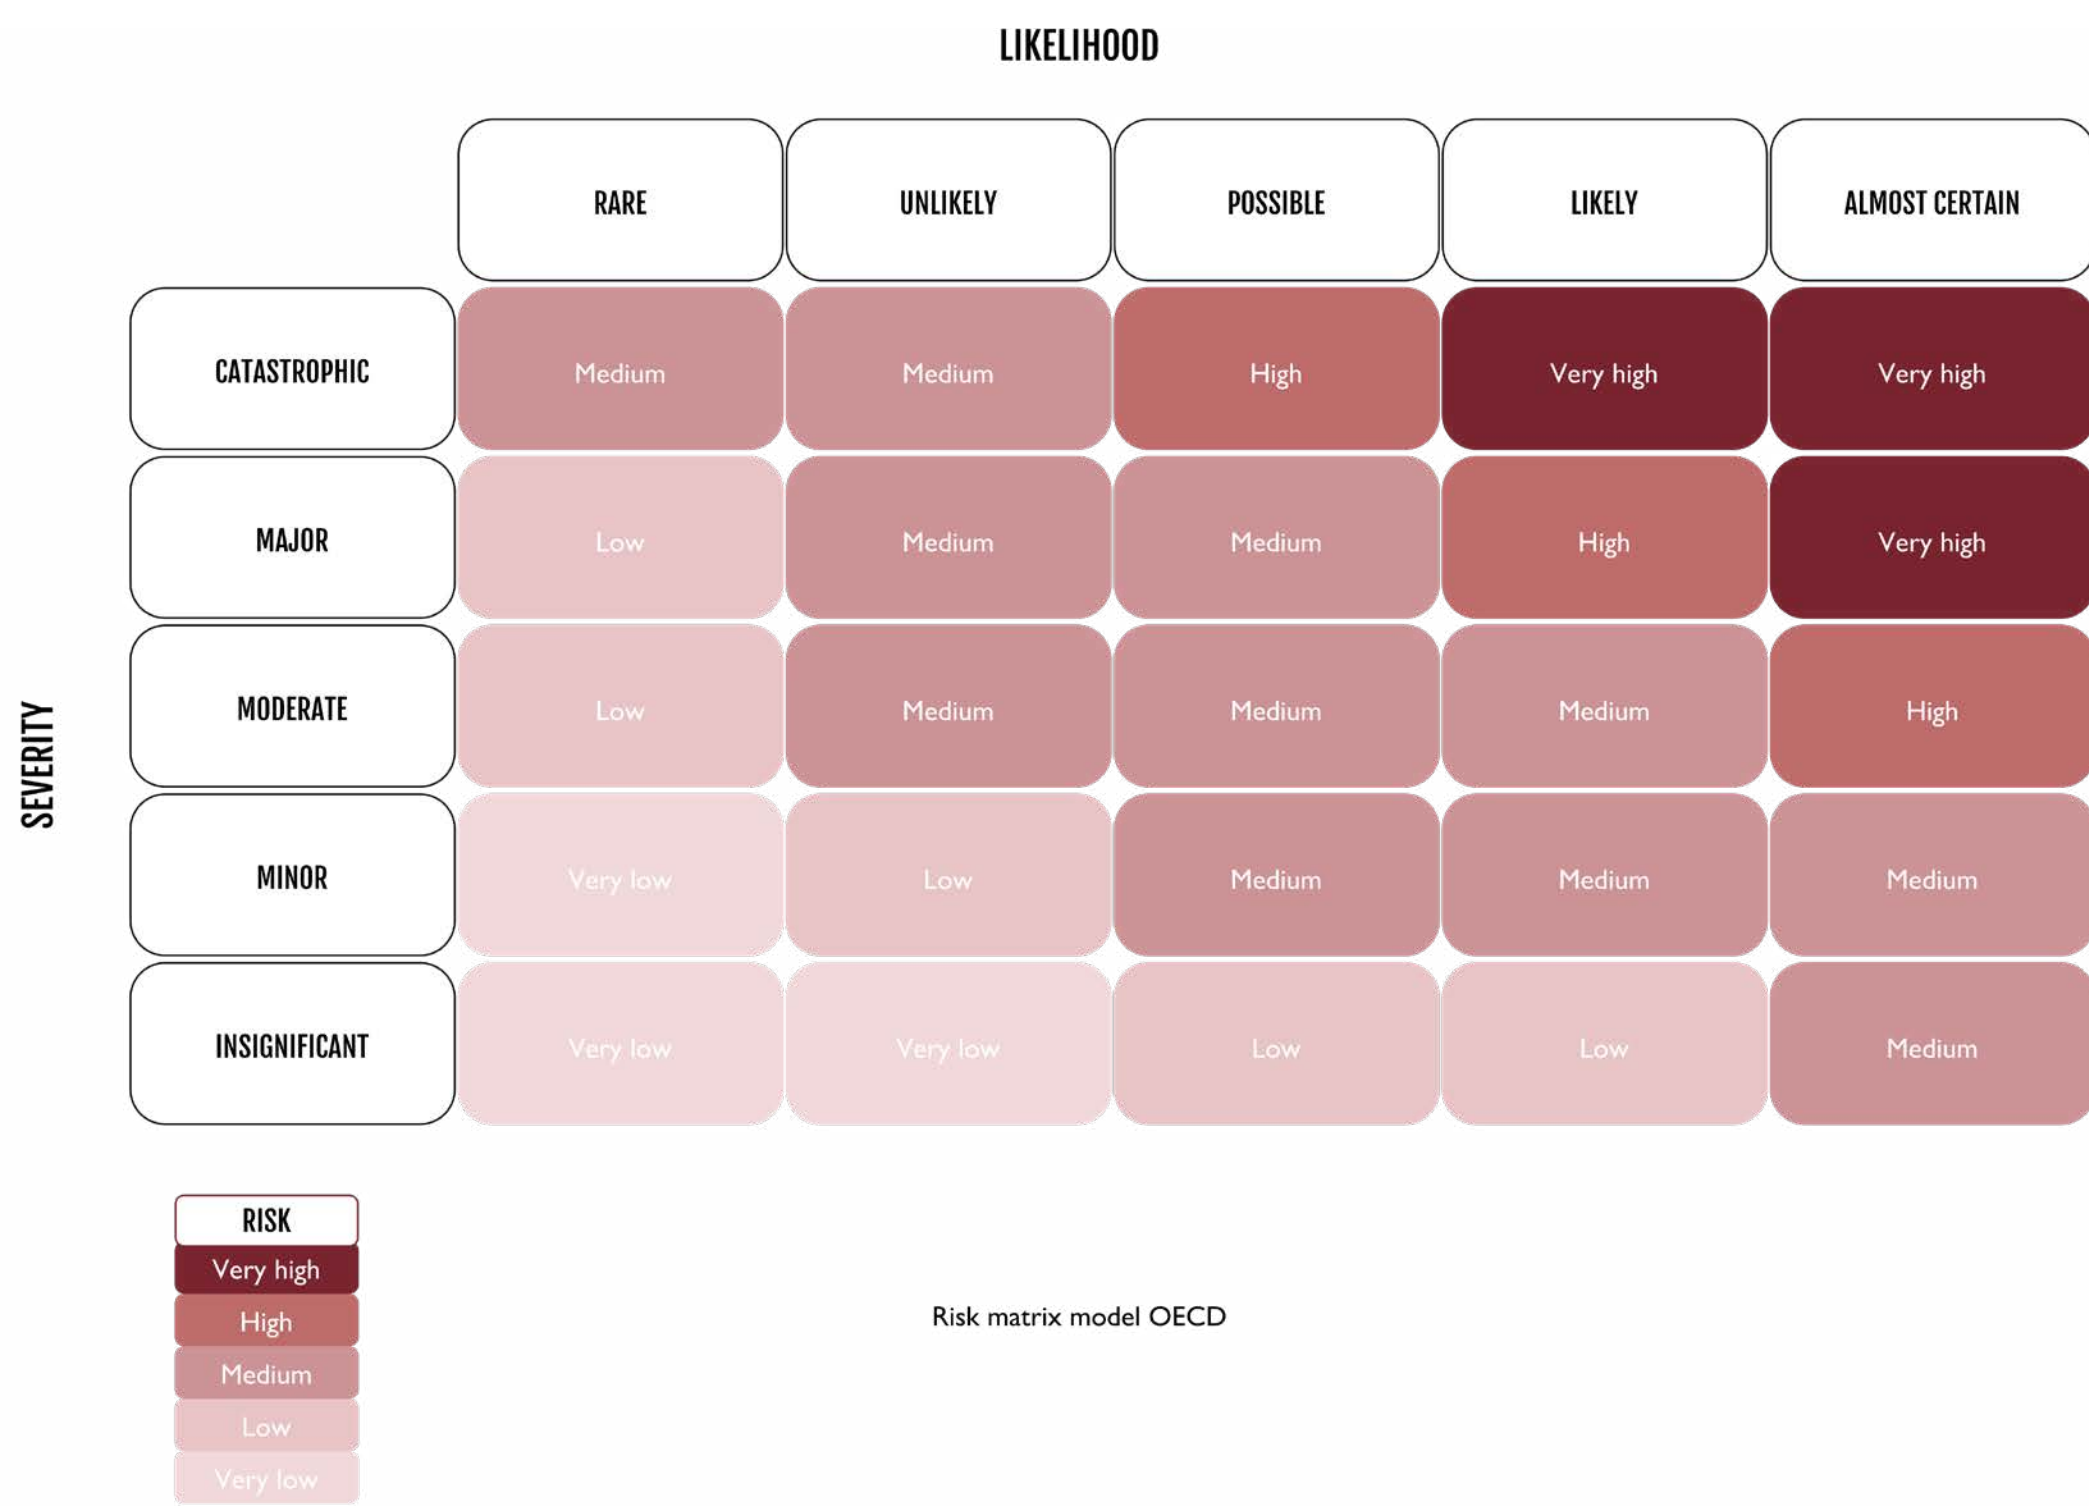 LIKELIHOOD
RARE UNLIKELY POSSIBLE LIKELY ALMOST CERTAIN
CATASTROPHIC Medium Medium High Very high Very high
MAJOR Low Medium Medium High Very high
MODERATE Low Medium Medium Medium High
SEVERITY
MINOR Very low Low Medium Medium Medium
INSIGNIFICANT Very low Very low Low Low Medium
RISK
Very high
High
Medium
Low
Very low
Risk matrix model OECD